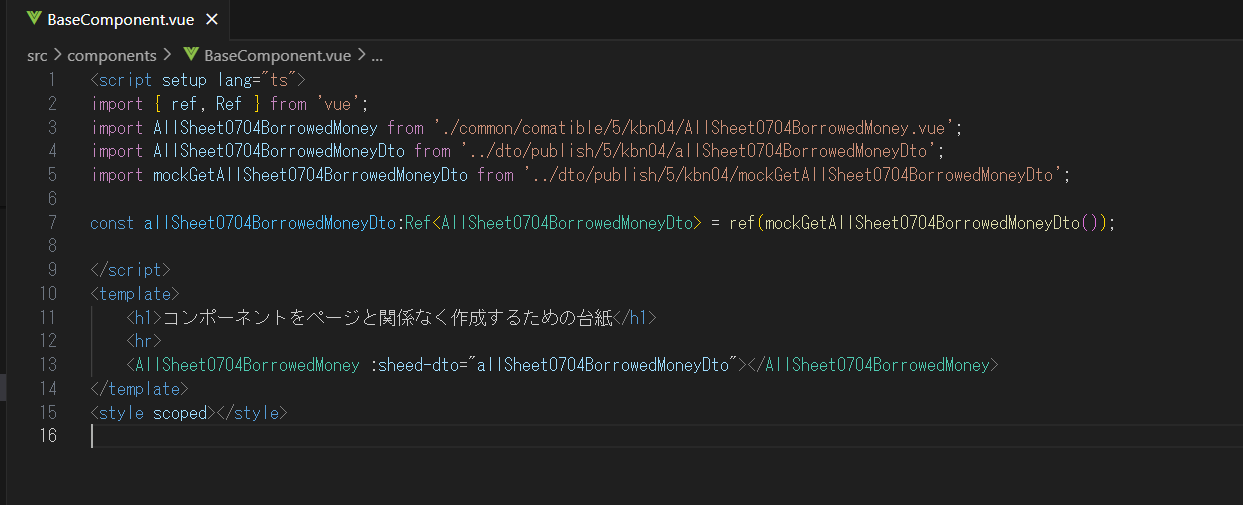 BaseComponent.vue ×
src > components > BaseComponent.vue > ...
1 <script setup lang="ts">
2 import { ref, Ref } from 'vue';
3 import AllSheet0704BorrowedMoney from './common/comatible/5/kbn04/AllSheet0704BorrowedMoney.vue';
4 import AllSheet0704BorrowedMoneyDto from '../dto/publish/5/kbn04/allSheet0704BorrowedMoneyDto';
5 import mockGetAllSheet0704BorrowedMoneyDto from '../dto/publish/5/kbn04/mockGetAllSheet0704BorrowedMoneyDto';
6
7 const allSheet0704BorrowedMoneyDto:Ref<AllSheet0704BorrowedMoneyDto> = ref(mockGetAllSheet0704BorrowedMoneyDto());
8
9 </script>
10 <template>
11 <h1>コンポーネントをページと関係なく作成するための台紙</h1>
12 <hr>
13 <AllSheet0704BorrowedMoney :sheed-dto="allSheet0704BorrowedMoneyDto"></AllSheet0704BorrowedMoney>
14 </template>
15 <style scoped></style>
16